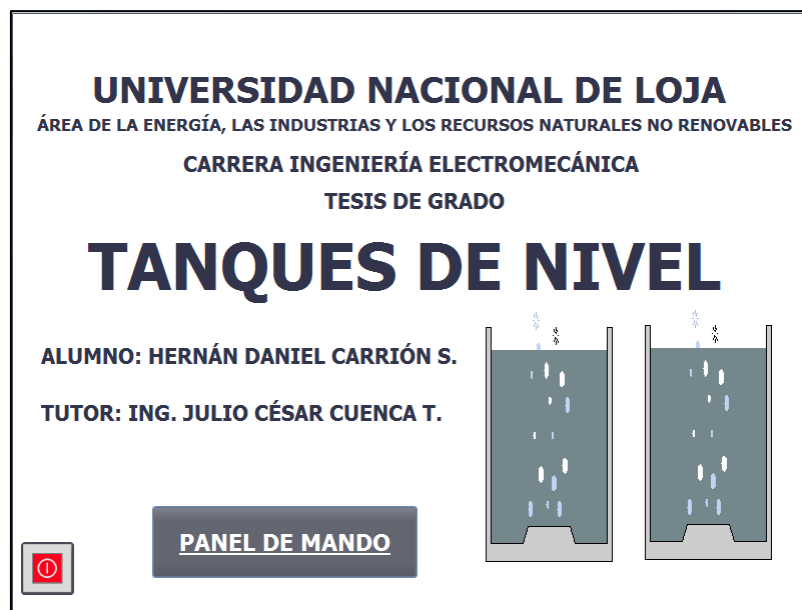 UNIVERSIDAD NACIONAL DE LOJA
ÁREA DE LA ENERGÍA, LAS INDUSTRIAS Y LOS RECURSOS NATURALES NO RENOVABLES
CARRERA INGENIERÍA ELECTROMECÁNICA
TESIS DE GRADO
TANQUES DE NIVEL
ALUMNO: HERNÁN DANIEL CARRIÓN S.
TUTOR: ING. JULIO CÉSAR CUENCA T.
PANEL DE MANDO